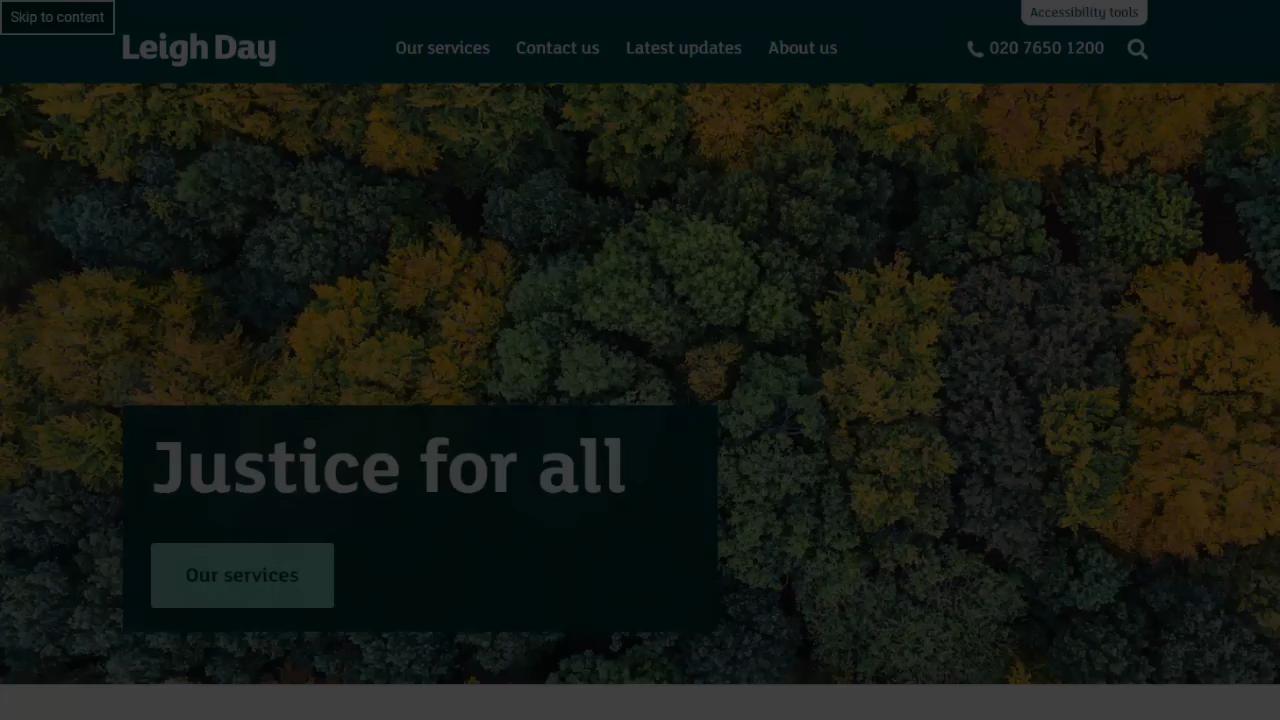 Skip to content
Accessibility tools
Leigh Day
Our services
Contact us
Latest updates
About us
020 7650 1200
Justice for all
Our services